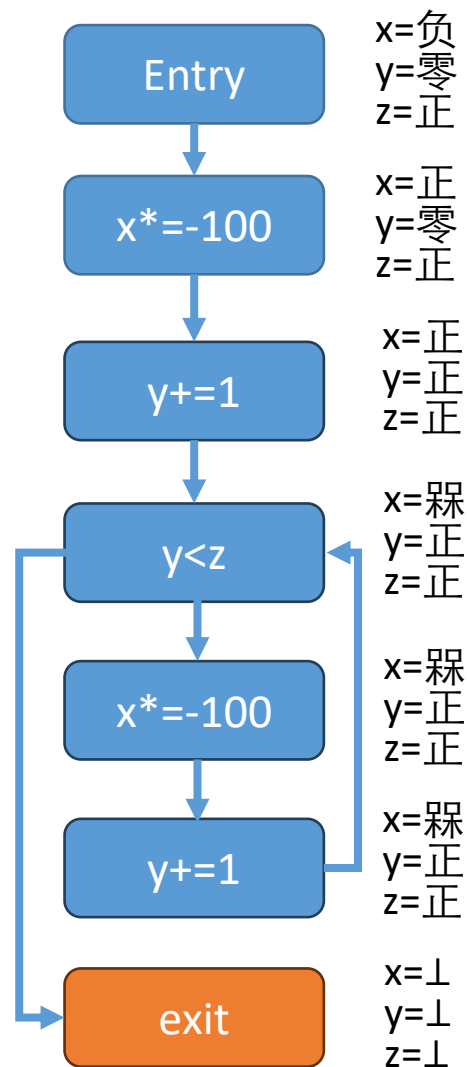 Entry
x=负
y=零
z=正
x*=-100
x=正
y=零
z=正
y+=1
x=正
y=正
z=正
y<z
x=槑
y=正
z=正
x*=-100
x=槑
y=正
z=正
y+=1
x=槑
y=正
z=正
exit
x=⊥
y=⊥
z=⊥